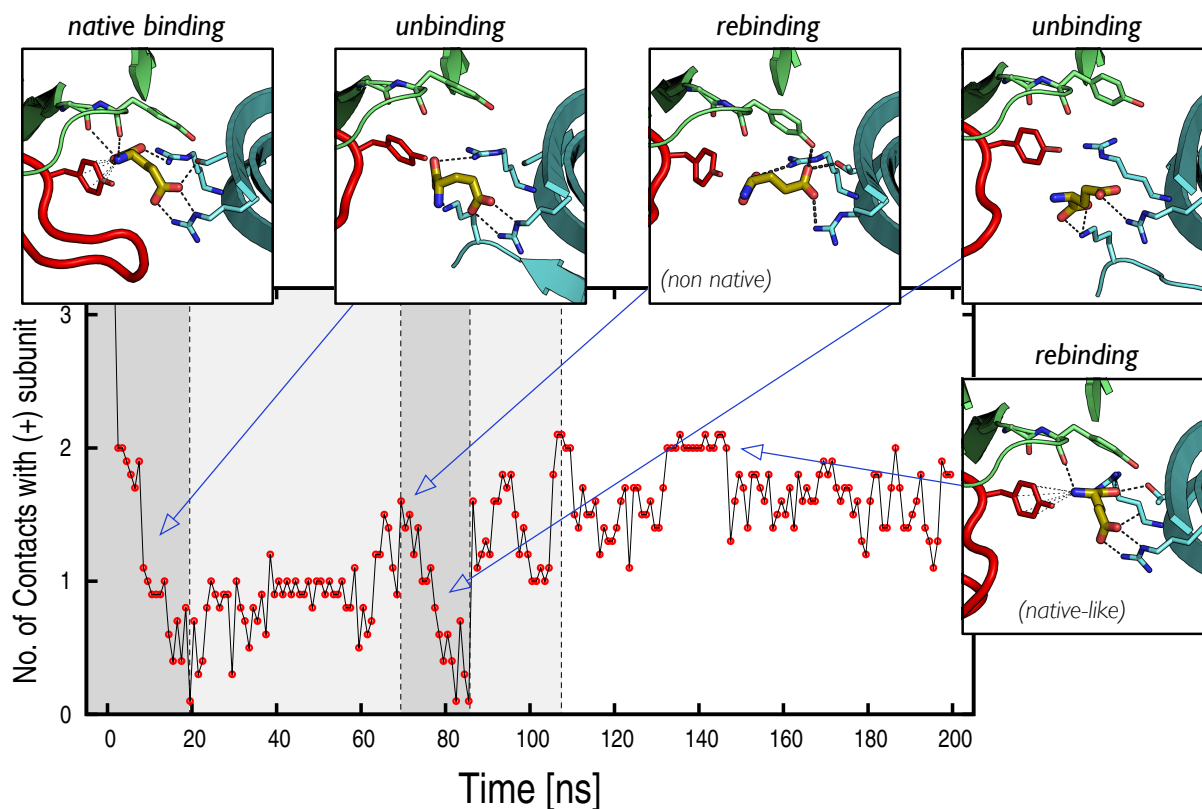 native binding
unbinding
rebinding
unbinding
(non native)
rebinding
(native-like)
No. of Contacts with (+) subunit
3
2
1
0
0 20 40 60 80 100 120 140 160 180 200
Time [ns]